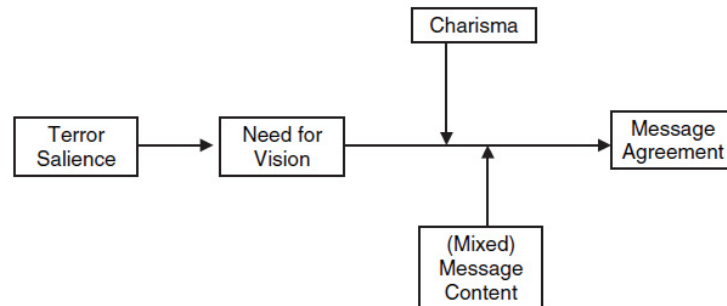 Charisma
Terror
Salience
Need for
Vision
Message
Agreement
(Mixed)
Message
Content